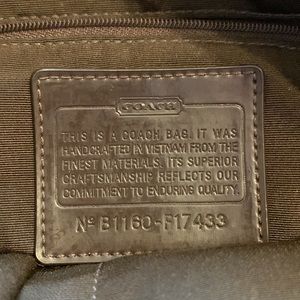 COACH
THIS IS A COACH BAG. IT WAS
HANDCRAFTED IN VIETNAM FROM THE
FINEST MATERIALS. ITS SUPERIOR
CRAFTSMANSHIP REFLECTS OUR
COMMITMENT TO ENDURING QUALITY.
Nº B1160-F17433